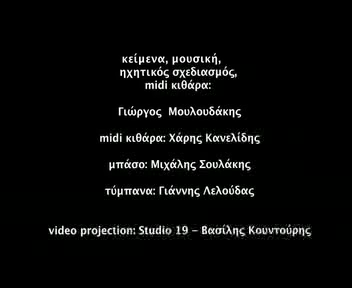 κείμενα, μουσική,
ηχητικός σχεδιασμός,
midi κιθάρα:
Γιώργος Μουλουδάκης
midi κιθάρα: Χάρης Κανελίδης
μπάσο: Μιχάλης Σουλάκης
τύμπανα: Γιάννης Λελούδας
video projection: Studio 19 – Βασίλης Κουντούρης